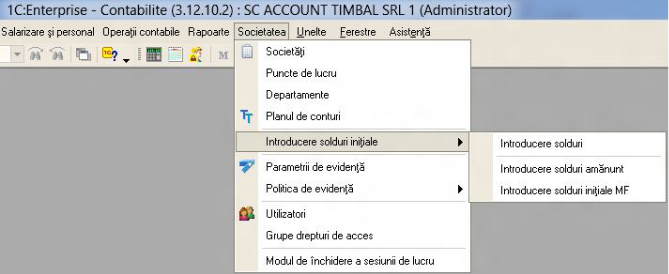 1C:Enterprise - Contabilite (3.12.10.2) : SC ACCOUNT TIMBAL SRL 1 (Administrator)
Salarizare şi personal Operaţii contabile Rapoarte Societatea Unelte Ferestre Asistenţă
M
Societăţi
Puncte de lucru
Departamente
Planul de conturi
Introducere solduri iniţiale
Introducere solduri
Introducere solduri amănunt
Introducere solduri iniţiale MF
Parametrii de evidenţă
Politica de evidenţă
Utilizatori
Grupe drepturi de acces
Modul de închidere a sesiunii de lucru